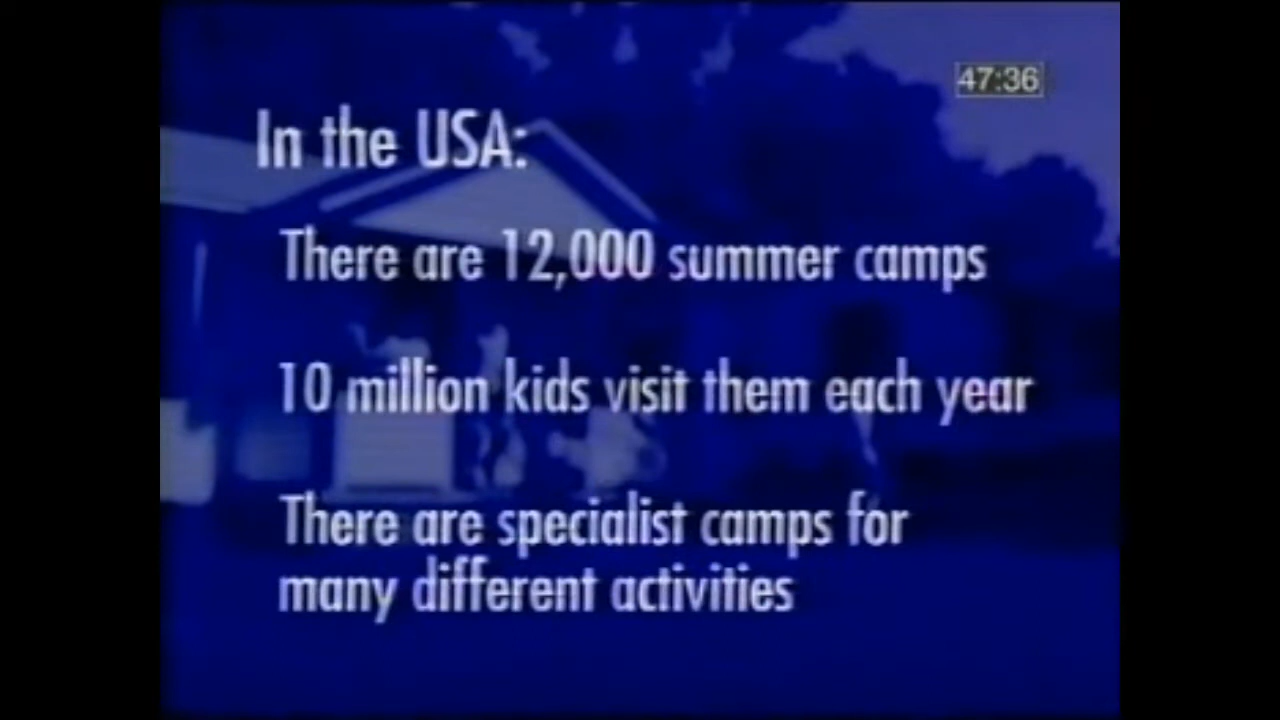 47:36
In the USA:
There are 12,000 summer camps
10 million kids visit them each year
There are specialist camps for
many different activities